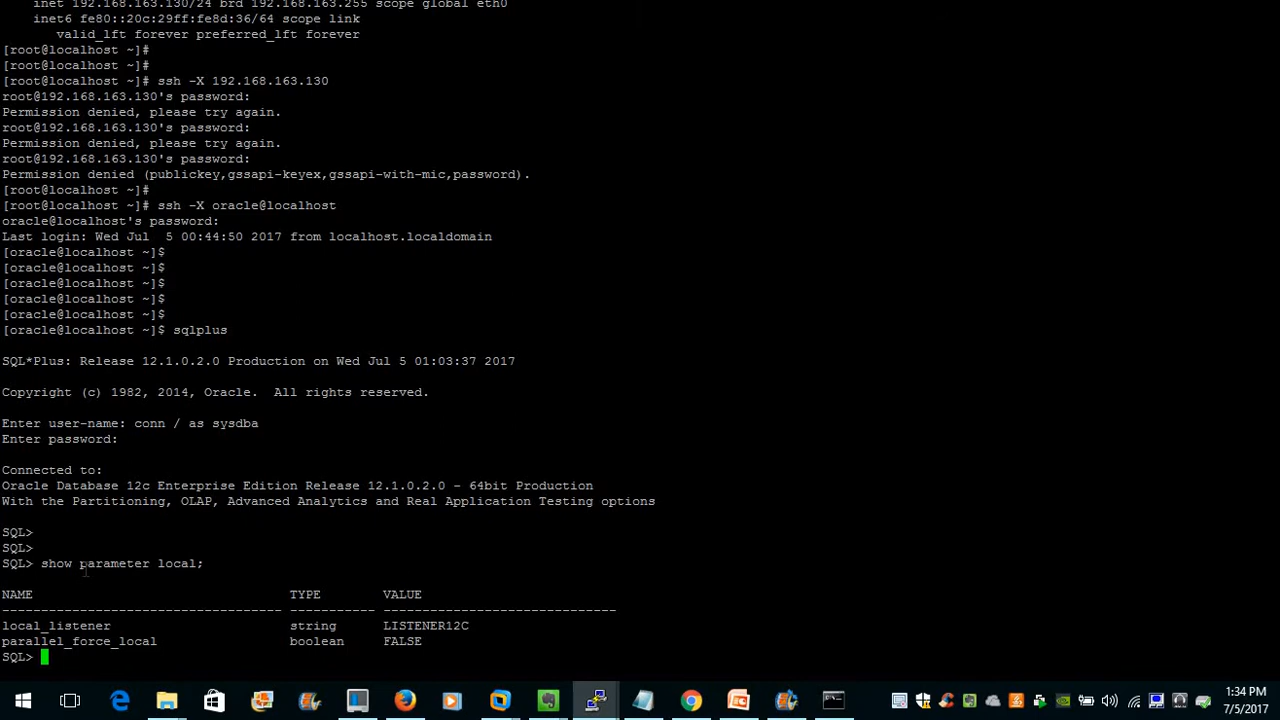 inet 192.168.163.130/24 brd 192.168.163.255 scope global eth0
inet6 fe80::20c:29ff:fe8d:36/64 scope link
valid_lft forever preferred_lft forever
[root@localhost ~]#
[root@localhost ~]#
[root@localhost ~]# ssh -X 192.168.163.130
root@192.168.163.130's password:
Permission denied, please try again.
root@192.168.163.130's password:
Permission denied, please try again.
root@192.168.163.130's password:
Permission denied (publickey,gssapi-keyex,gssapi-with-mic,password).
[root@localhost ~]#
[root@localhost ~]# ssh -X oracle@localhost
oracle@localhost's password:
Last login: Wed Jul  5 00:44:50 2017 from localhost.localdomain
[oracle@localhost ~]$
[oracle@localhost ~]$
[oracle@localhost ~]$
[oracle@localhost ~]$
[oracle@localhost ~]$
[oracle@localhost ~]$ sqlplus
SQL*Plus: Release 12.1.0.2.0 Production on Wed Jul 5 01:03:37 2017
Copyright (c) 1982, 2014, Oracle.  All rights reserved.
Enter user-name: conn / as sysdba
Enter password:
Connected to:
Oracle Database 12c Enterprise Edition Release 12.1.0.2.0 - 64bit Production
With the Partitioning, OLAP, Advanced Analytics and Real Application Testing options
SQL>
SQL>
SQL> show parameter local;
NAME TYPE VALUE
------------------------------------ ----------- ------------------------------
local_listener string LISTENER12C
parallel_force_local boolean FALSE
SQL>
1:34 PM
7/5/2017